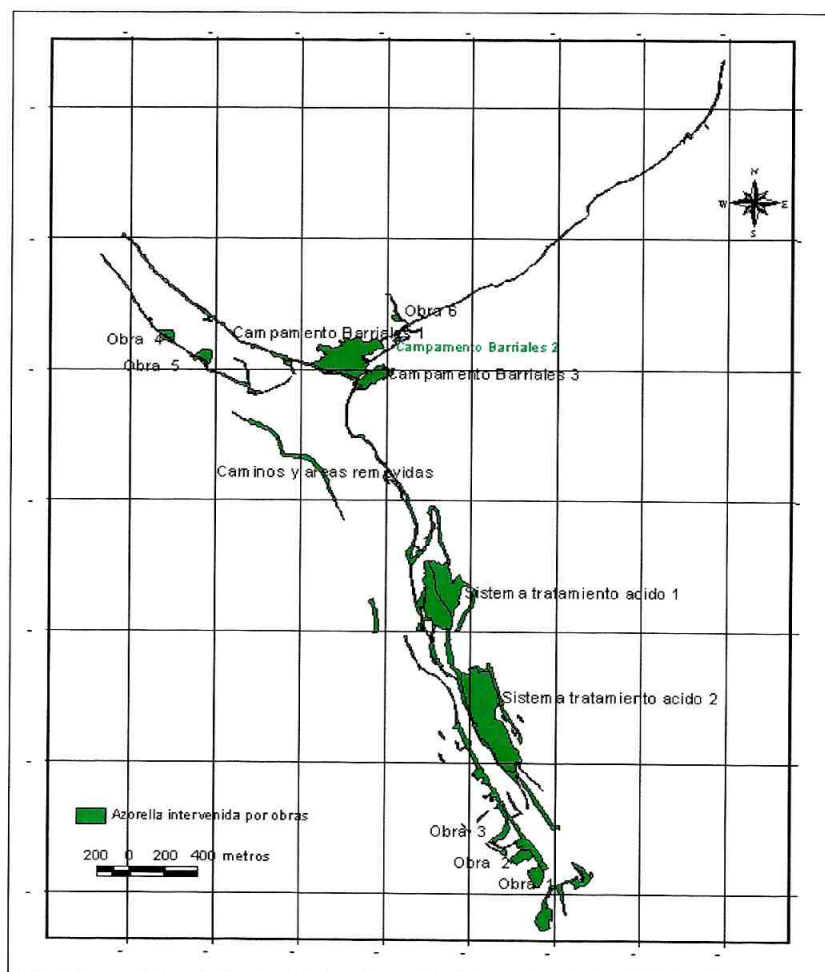 N
W E
S
Obra 6
Campamento Barriales 1
Obra 4
Campamento Barriales 2
Obra 5
Campamento Barriales 3
Caminos y areas removidas
Sistema tratamiento acido 1
Sistema tratamiento acido 2
Azorella intervenida por obras
Obra 3
200 0 200 400 metros
Obra 2
Obra 1